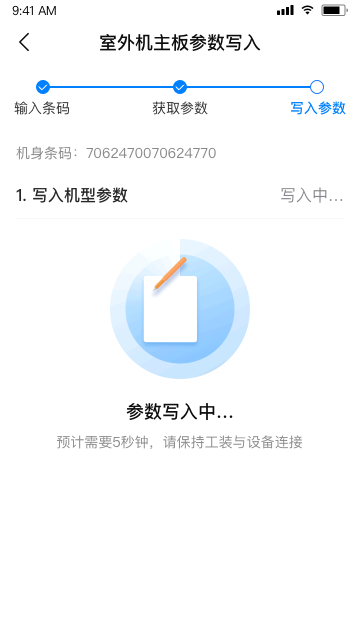 9:41 AM
室外机主板参数写入
输入条码
获取参数
写入参数
机身条码：7062470070624770
1. 写入机型参数
写入中...
参数写入中...
预计需要5秒钟，请保持工装与设备连接